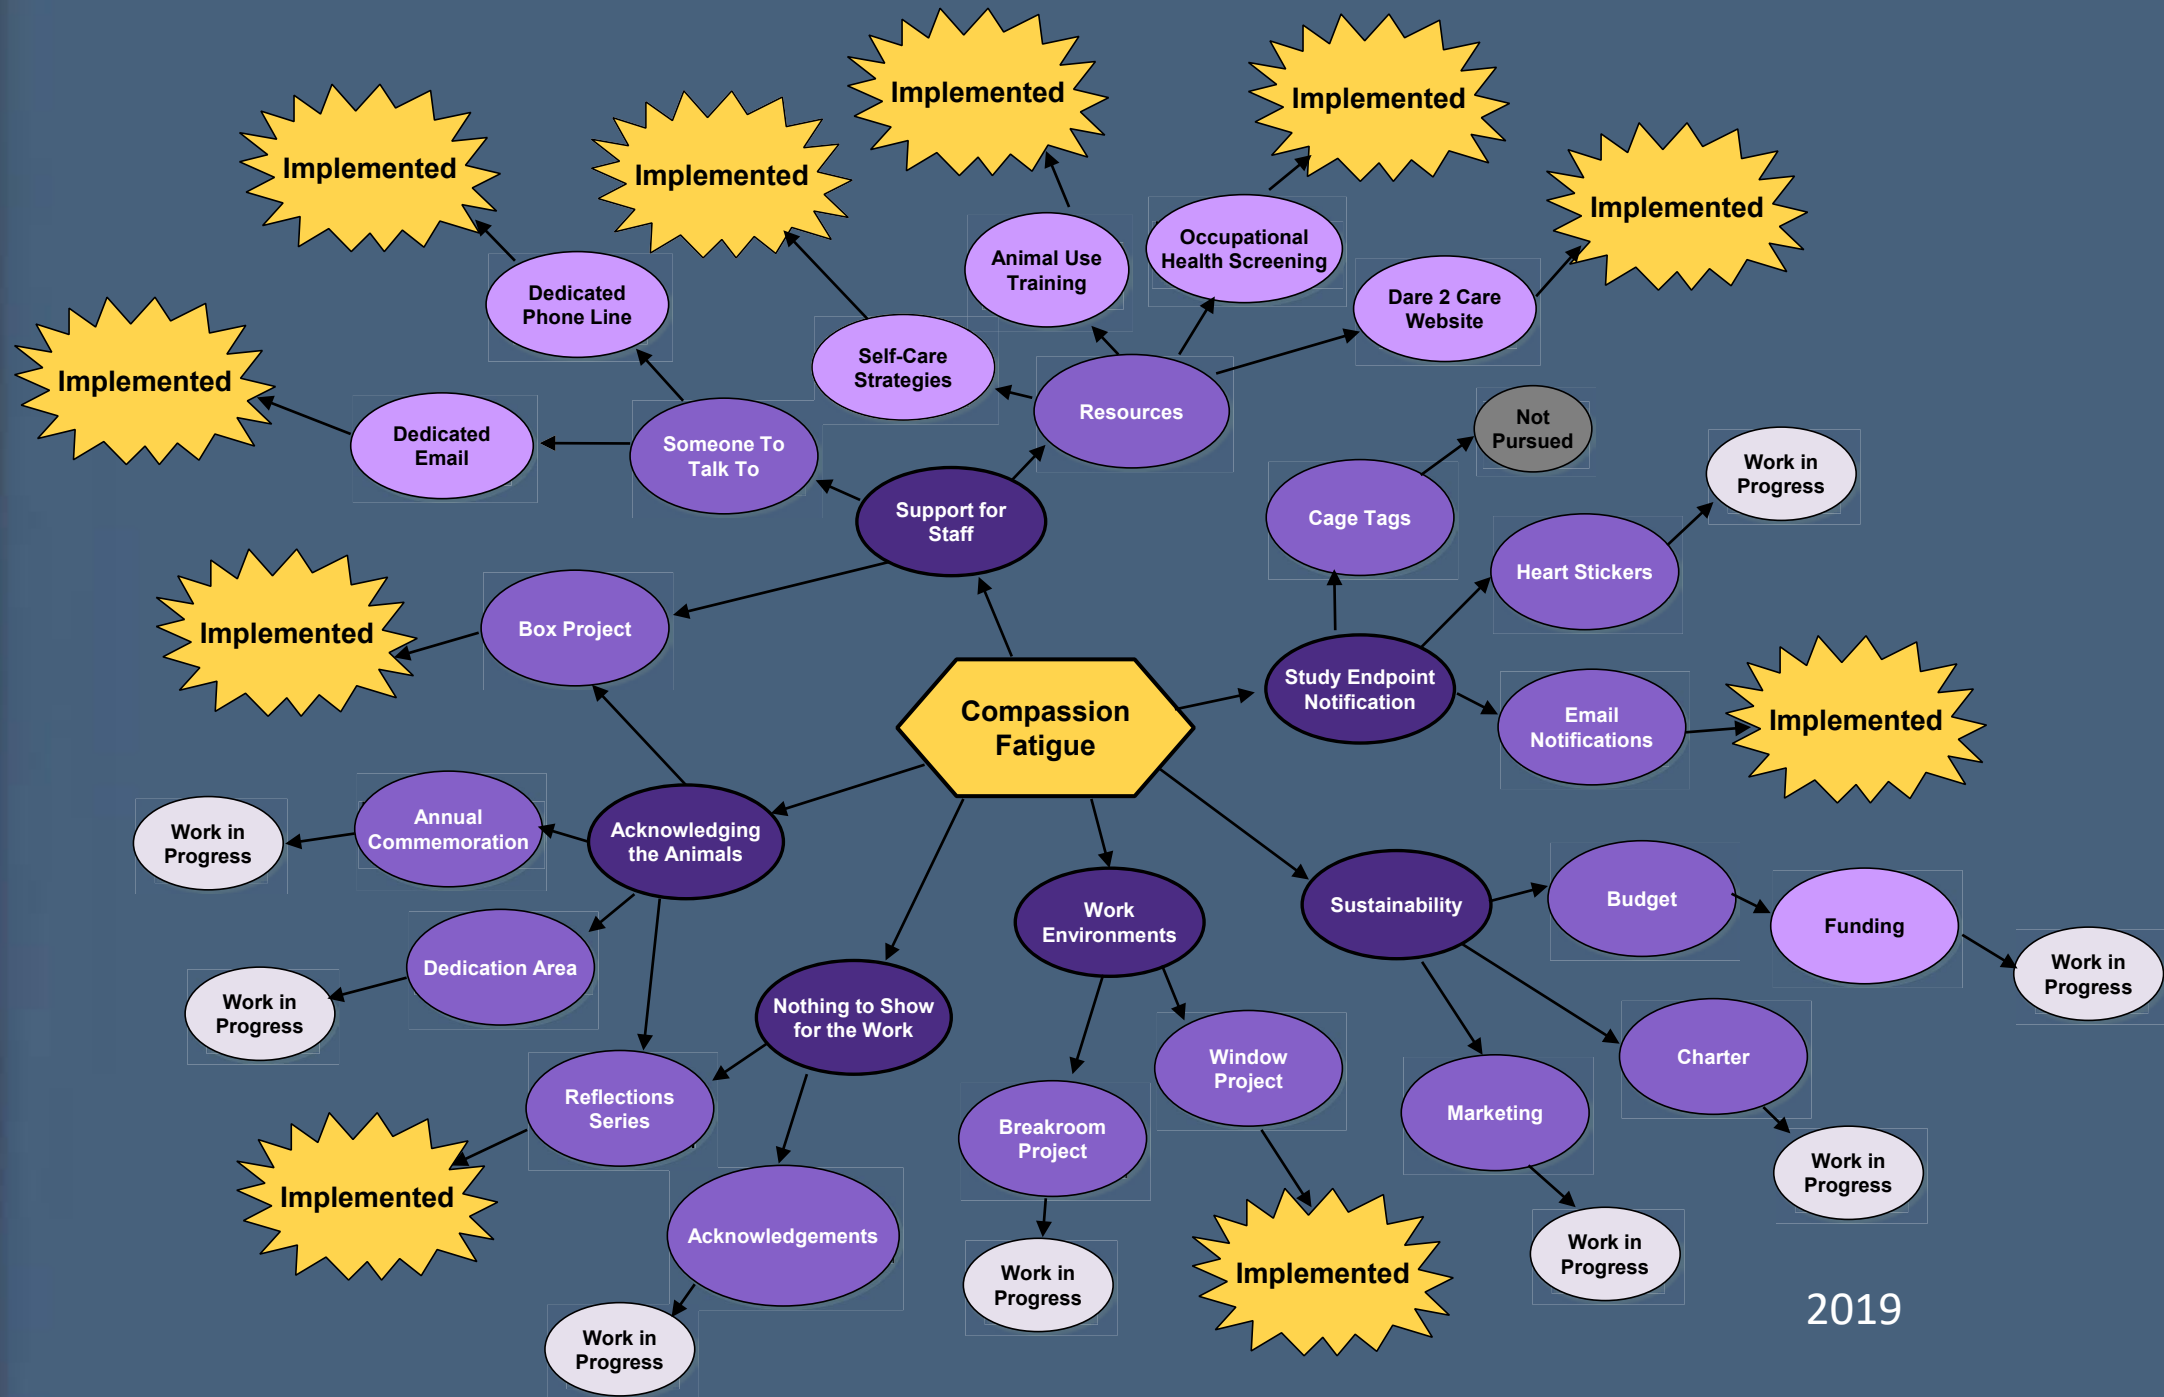 Implemented
Implemented
Implemented
Implemented
Implemented
Implemented
Dedicated
Phone Line
Self-Care
Strategies
Animal Use
Training
Occupational
Health Screening
Dare 2 Care
Website
Dedicated
Email
Someone To
Talk To
Resources
Support for
Staff
Not
Pursued
Cage Tags
Work in
Progress
Heart Stickers
Implemented
Box Project
Compassion
Fatigue
Study Endpoint
Notification
Email
Notifications
Implemented
Work in
Progress
Annual
Commemoration
Acknowledging
the Animals
Work in
Progress
Dedication Area
Nothing to Show
for the Work
Work
Environments
Sustainability
Budget
Funding
Work in
Progress
Reflections
Series
Implemented
Acknowledgements
Work in
Progress
Breakroom
Project
Work in
Progress
Window
Project
Implemented
Marketing
Work in
Progress
Charter
Work in
Progress
2019